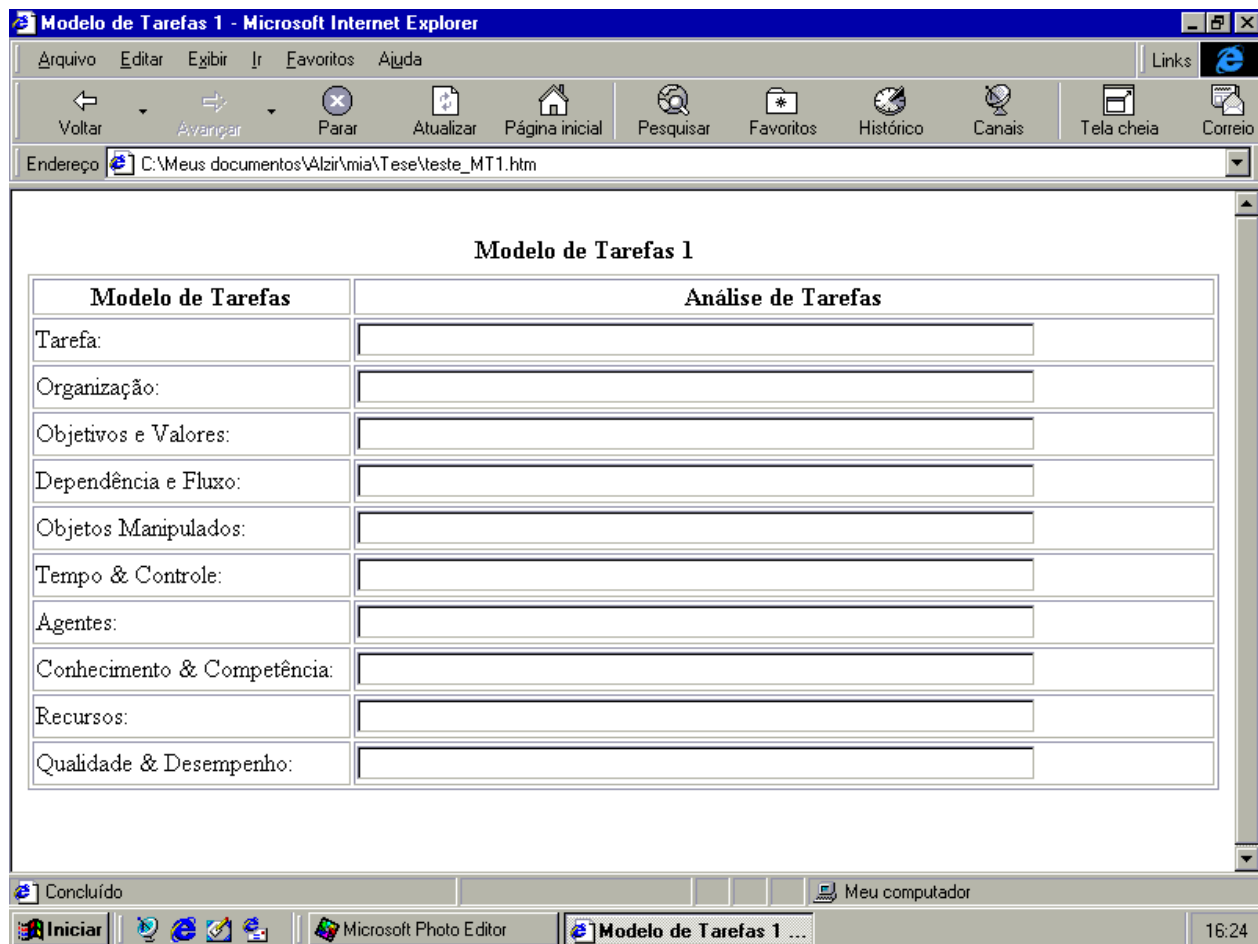 Modelo de Tarefas 1 - Microsoft Internet Explorer
Arquivo Editar Exibir Ir Favoritos Ajuda Links
Voltar Avançar Parar Atualizar Página inicial Pesquisar Favoritos Histórico Canais Tela cheia Correio
Endereço C:\Meus documentos\Alzir\mia\Tese\teste_MT1.htm
Modelo de Tarefas 1
Modelo de Tarefas Análise de Tarefas
Tarefa:
Organização:
Objetivos e Valores:
Dependência e Fluxo:
Objetos Manipulados:
Tempo & Controle:
Agentes:
Conhecimento & Competência:
Recursos:
Qualidade & Desempenho:
Concluído Meu computador
Iniciar Microsoft Photo Editor Modelo de Tarefas 1 ... 16:24